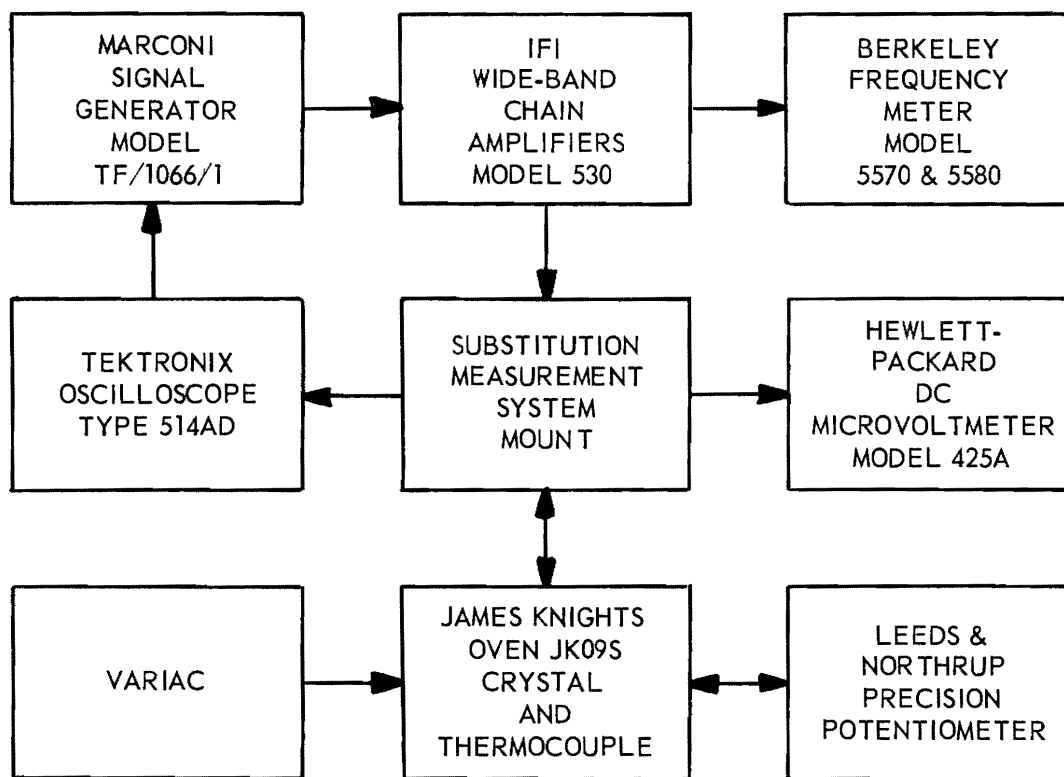 MARCONI
SIGNAL
GENERATOR
MODEL
TF/1066/1
IFI
WIDE-BAND
CHAIN
AMPLIFIERS
MODEL 530
BERKELEY
FREQUENCY
METER
MODEL
5570 & 5580
TEKTRONIX
OSCILLOSCOPE
TYPE 514AD
SUBSTITUTION
MEASUREMENT
SYSTEM
MOUNT
HEWLETT-
PACKARD
DC
MICROVOLTMETER
MODEL 425A
VARIAC
JAMES KNIGHTS
OVEN JK09S
CRYSTAL
AND
THERMOCOUPLE
LEEDS &
NORTHRUP
PRECISION
POTENTIOMETER